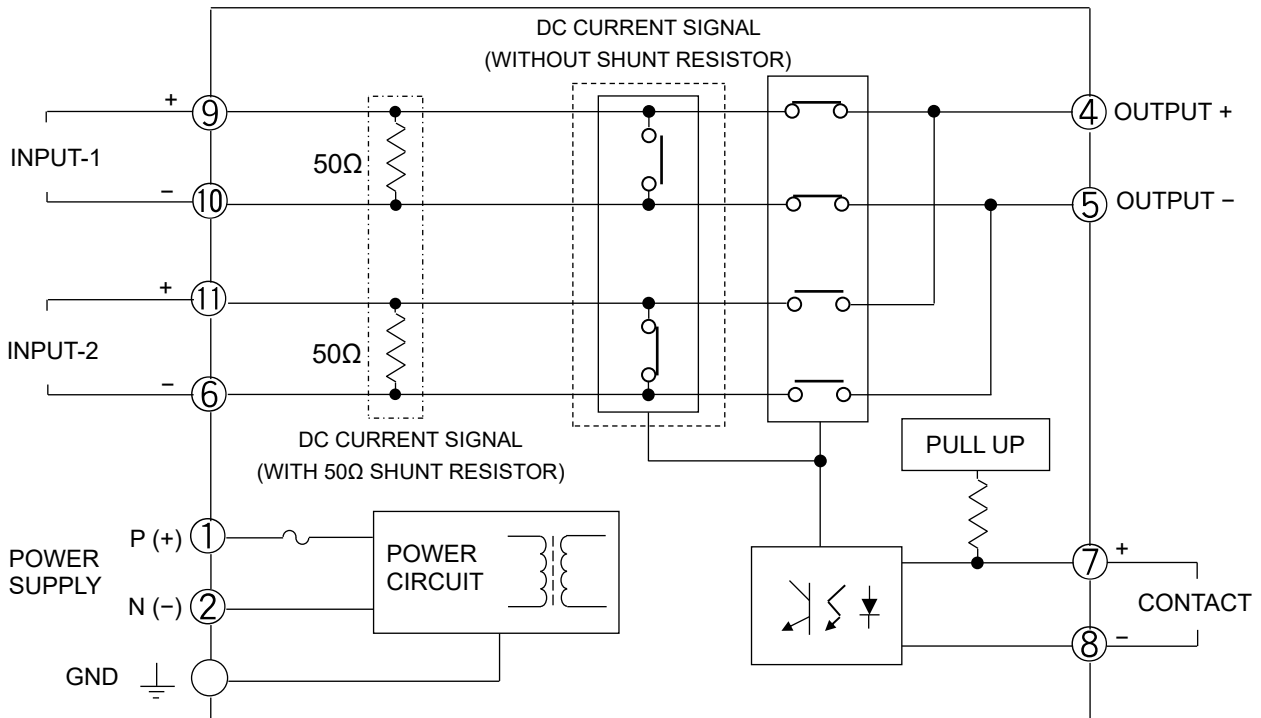 DC CURRENT SIGNAL
(WITHOUT SHUNT RESISTOR)
+
9
4
OUTPUT +
INPUT-1
50Ω
−
10
5
OUTPUT −
+
11
INPUT-2
50Ω
−
6
DC CURRENT SIGNAL
(WITH 50Ω SHUNT RESISTOR)
PULL UP
POWER
SUPPLY
P (+)
1
POWER
CIRCUIT
7
+
N (−)
2
CONTACT
8
−
GND